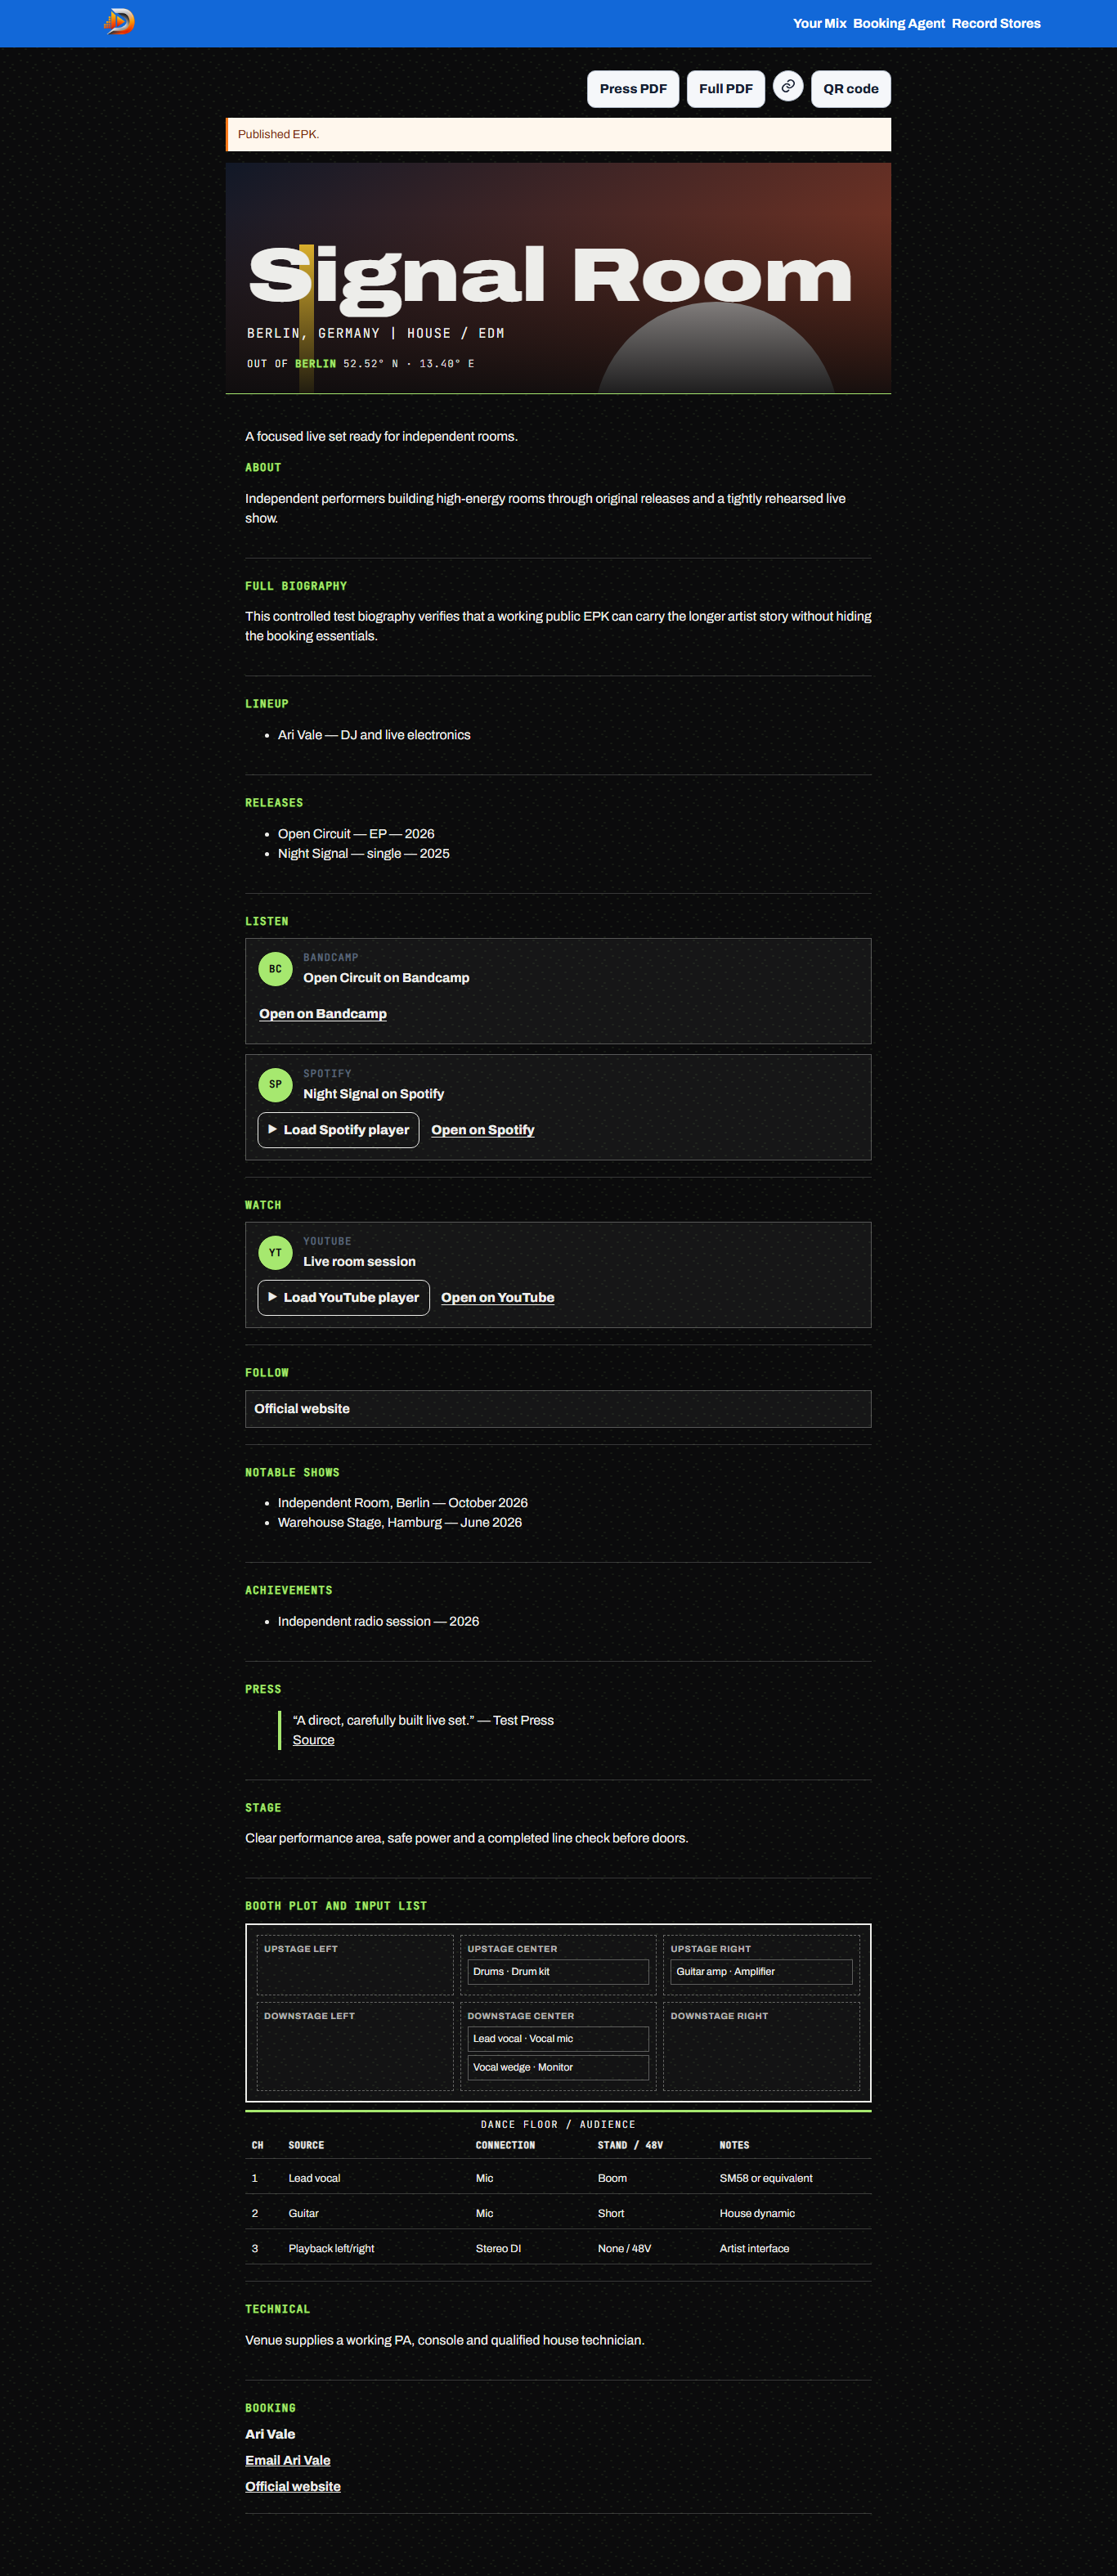 Your Mix Booking Agent Record Stores
Press PDF Full PDF QR code
Published EPK.
Signal Room
BERLIN, GERMANY | HOUSE / EDM
OUT OF BERLIN 52.52° N · 13.40° E
A focused live set ready for independent rooms.
ABOUT
Independent performers building high-energy rooms through original releases and a tightly rehearsed live
show.
FULL BIOGRAPHY
This controlled test biography verifies that a working public EPK can carry the longer artist story without hiding
the booking essentials.
LINEUP
• Ari Vale — DJ and live electronics
RELEASES
• Open Circuit — EP — 2026
• Night Signal — single — 2025
LISTEN
BC
BANDCAMP
Open Circuit on Bandcamp
Open on Bandcamp
SP
SPOTIFY
Night Signal on Spotify
Load Spotify player Open on Spotify
WATCH
YT
YOUTUBE
Live room session
Load YouTube player Open on YouTube
FOLLOW
Official website
NOTABLE SHOWS
• Independent Room, Berlin — October 2026
• Warehouse Stage, Hamburg — June 2026
ACHIEVEMENTS
• Independent radio session — 2026
PRESS
“A direct, carefully built live set.” — Test Press
Source
STAGE
Clear performance area, safe power and a completed line check before doors.
BOOTH PLOT AND INPUT LIST
UPSTAGE LEFT UPSTAGE CENTER UPSTAGE RIGHT
Drums · Drum kit Guitar amp · Amplifier
DOWNSTAGE LEFT DOWNSTAGE CENTER DOWNSTAGE RIGHT
Lead vocal · Vocal mic
Vocal wedge · Monitor
DANCE FLOOR / AUDIENCE
CH SOURCE CONNECTION STAND / 48V NOTES
1 Lead vocal Mic Boom SM58 or equivalent
2 Guitar Mic Short House dynamic
3 Playback left/right Stereo DI None / 48V Artist interface
TECHNICAL
Venue supplies a working PA, console and qualified house technician.
BOOKING
Ari Vale
Email Ari Vale
Official website